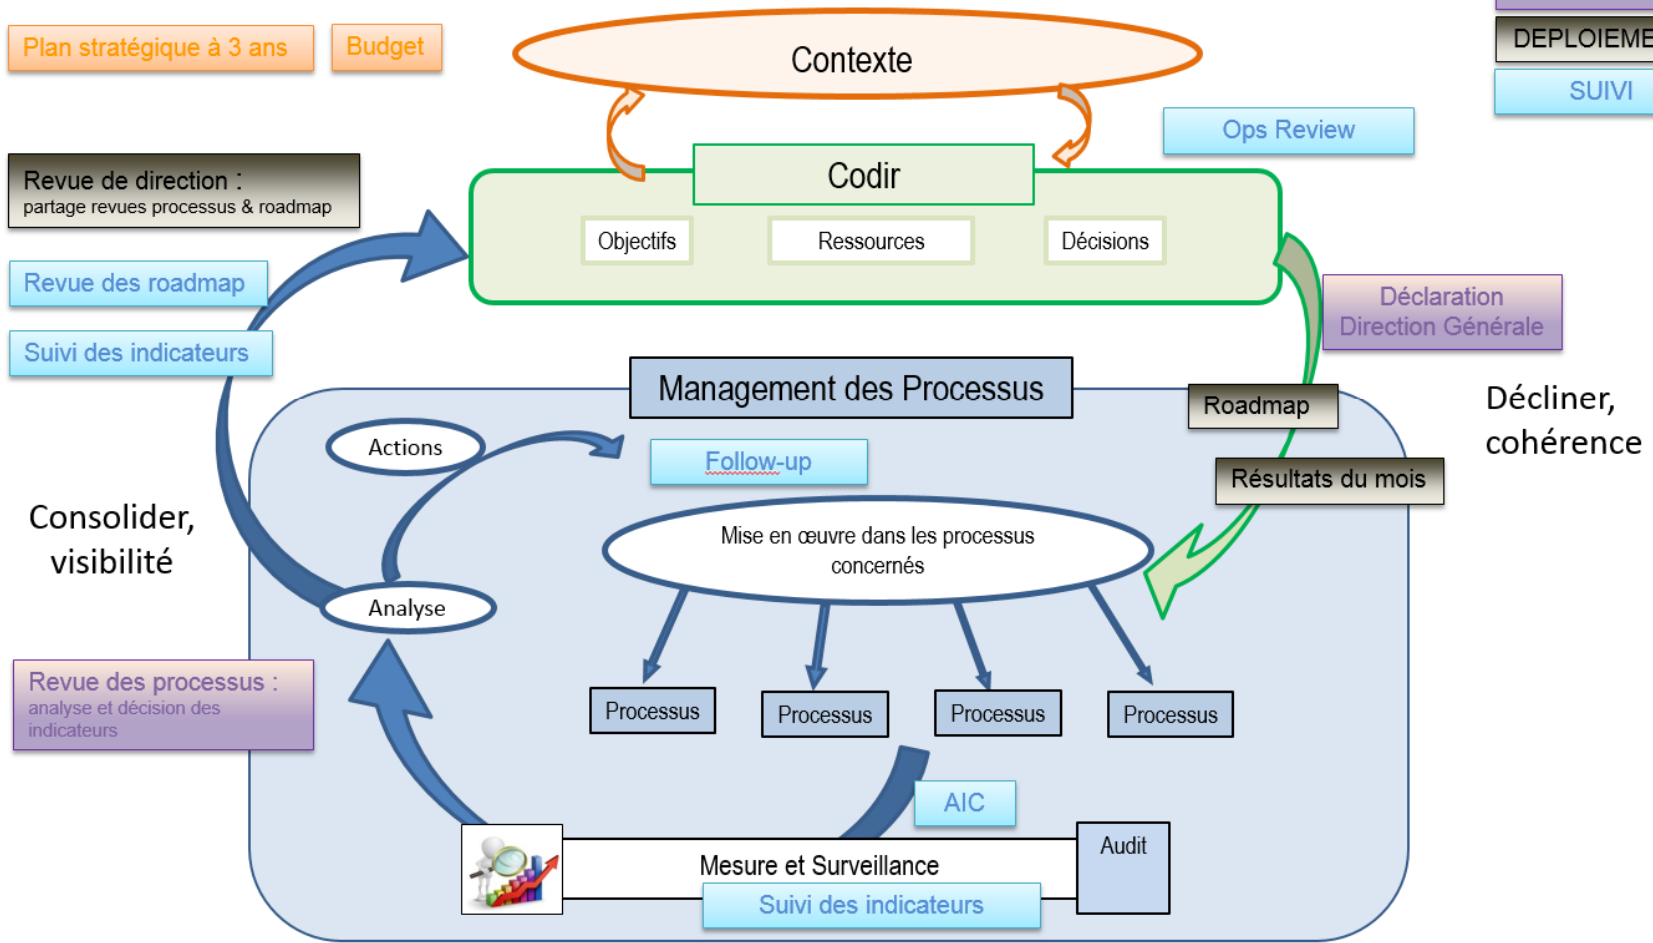 Plan stratégique à 3 ans
Budget
Contexte
DEPLOIEME
SUIVI
Ops Review
Codir
Revue de direction :
partage revues processus & roadmap
Objectifs
Ressources
Décisions
Revue des roadmap
Déclaration
Direction Générale
Suivi des indicateurs
Management des Processus
Roadmap
Décliner,
cohérence
Actions
Follow-up
Résultats du mois
Consolider,
visibilité
Mise en œuvre dans les processus
concernés
Analyse
Revue des processus :
analyse et décision des
indicateurs
Processus
Processus
Processus
Processus
AIC
Audit
Mesure et Surveillance
Suivi des indicateurs